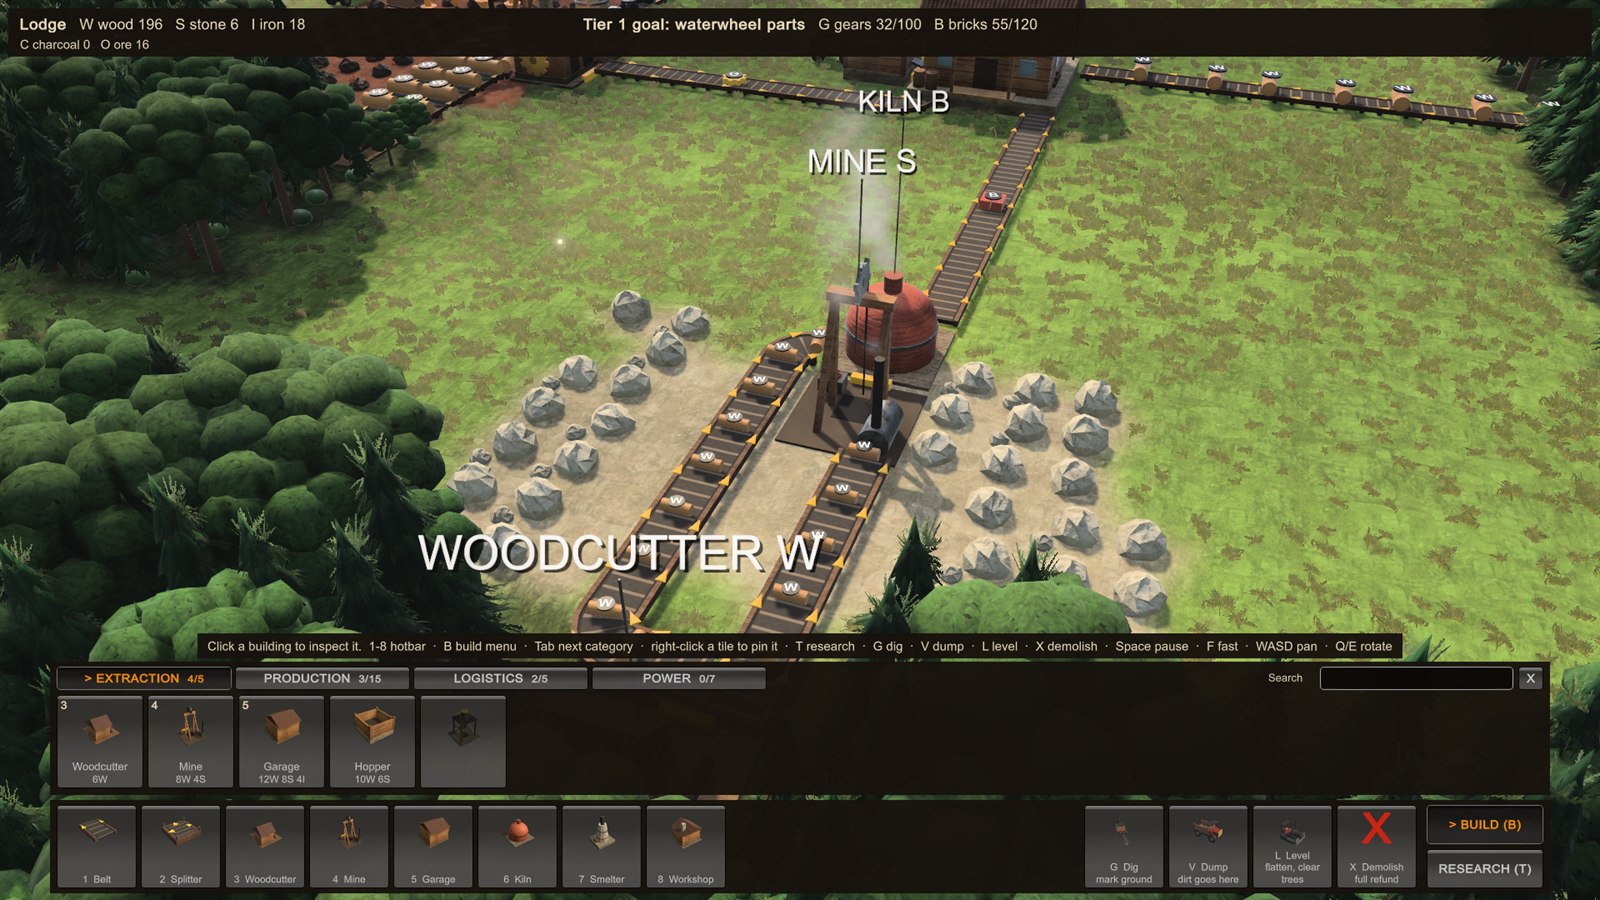 Lodge W wood 196 S stone 6 I iron 18
C charcoal 0 O ore 16
Tier 1 goal: waterwheel parts G gears 32/100 B bricks 55/120
KILN B
MINE S
WOODCUTTER W
Click a building to inspect it. 1-8 hotbar · B build menu · Tab next category · right-click a tile to pin it · T research · G dig · V dump · L level · X demolish · Space pause · F fast · WASD pan · Q/E rotate
> EXTRACTION 4/5
PRODUCTION 3/15
LOGISTICS 2/5
POWER 0/7
Search
X
3
Woodcutter
6W
4
Mine
8W 4S
5
Garage
12W 8S 4I
Hopper
10W 6S
1 Belt
2 Splitter
3 Woodcutter
4 Mine
5 Garage
6 Kiln
7 Smelter
8 Workshop
G Dig
mark ground
V Dump
dirt goes here
L Level
flatten, clear
trees
X Demolish
full refund
> BUILD (B)
RESEARCH (T)